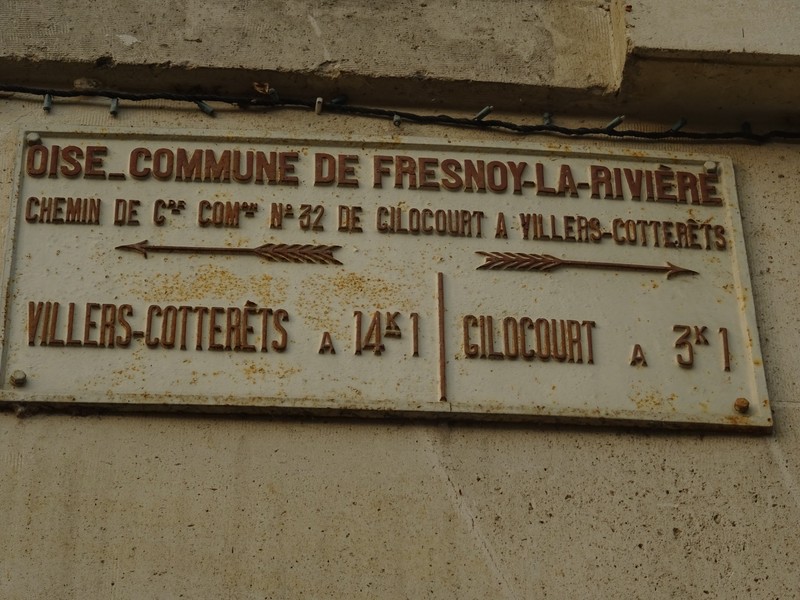 OISE_COMMUNE DE FRESNOY-LA-RIVIÈRE
CHEMIN DE Gᴰᴱ COMᵒⁿ Nᵒ 32 DE GILOCOURT A VILLERS-COTTERÊTS
VILLERS-COTTERÊTS A 14ᴷ1
GILOCOURT A 3ᴷ1